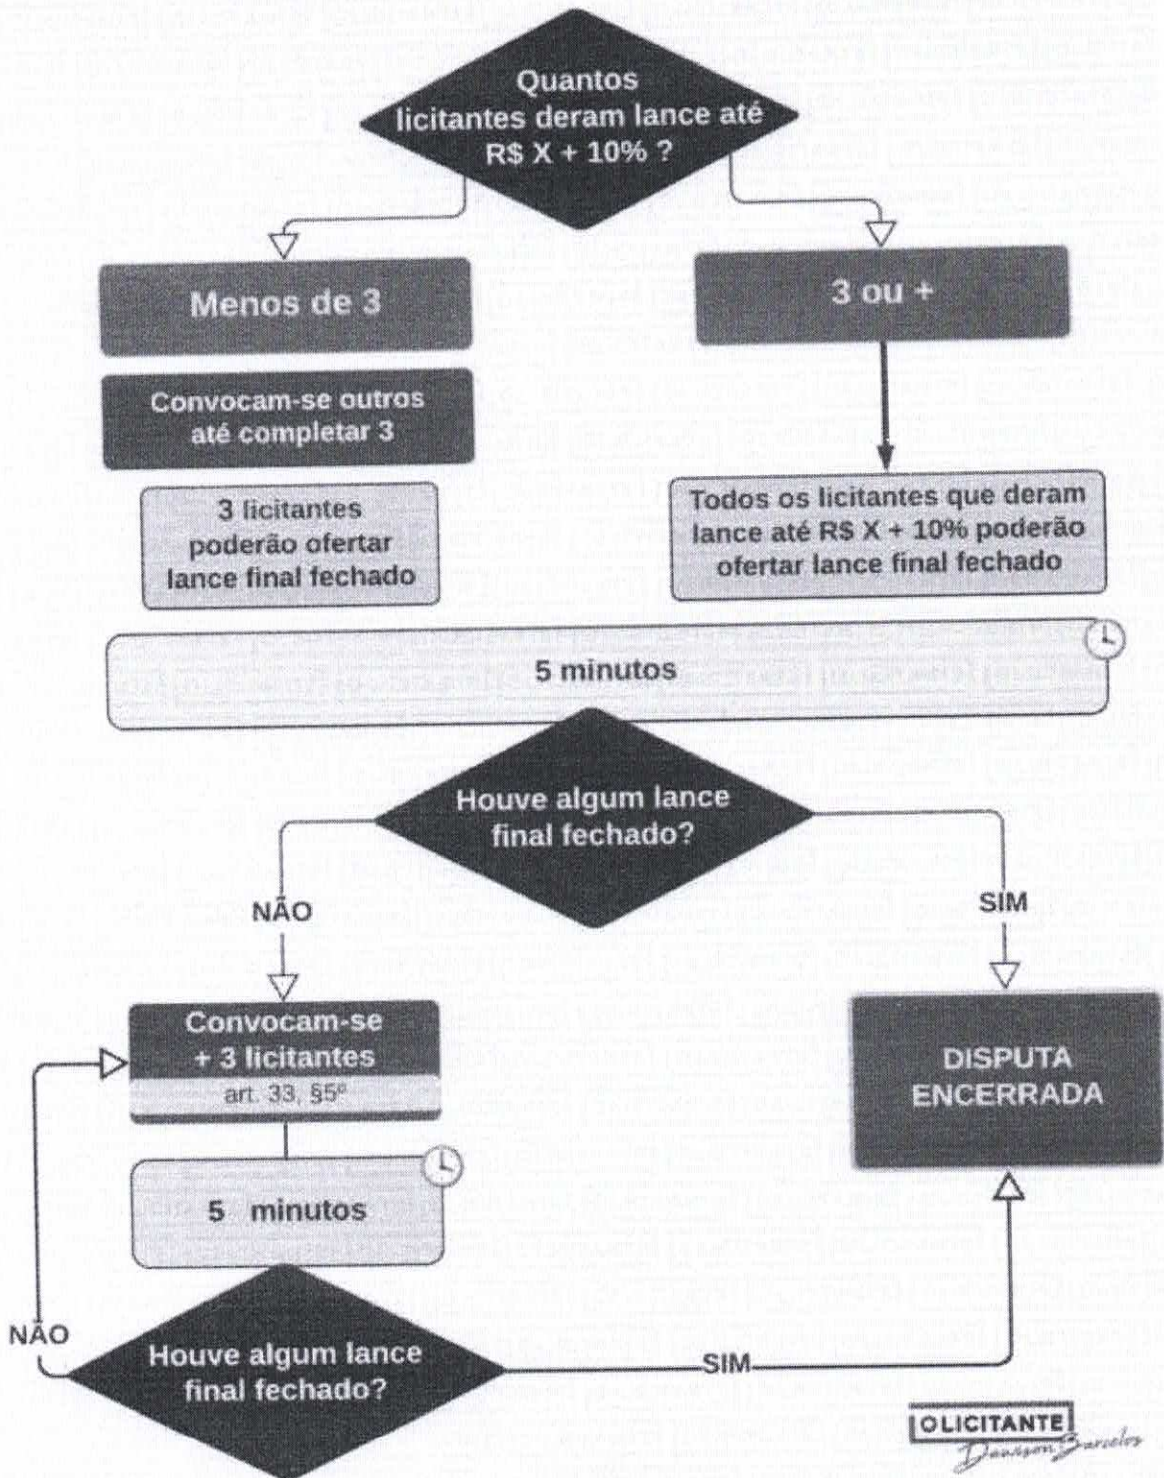 Quantos
licitantes deram lance até
R$ X + 10% ?
Menos de 3
3 ou +
Convocam-se outros
até completar 3
3 licitantes
poderão ofertar
lance final fechado
Todos os licitantes que deram
lance até R$ X + 10% poderão
ofertar lance final fechado
5 minutos
Houve algum lance
final fechado?
NÃO
SIM
Convocam-se
+ 3 licitantes
art. 33, §5º
DISPUTA
ENCERRADA
5 minutos
NÃO
Houve algum lance
final fechado?
SIM
OLICITANTE
Dawison Barcelos